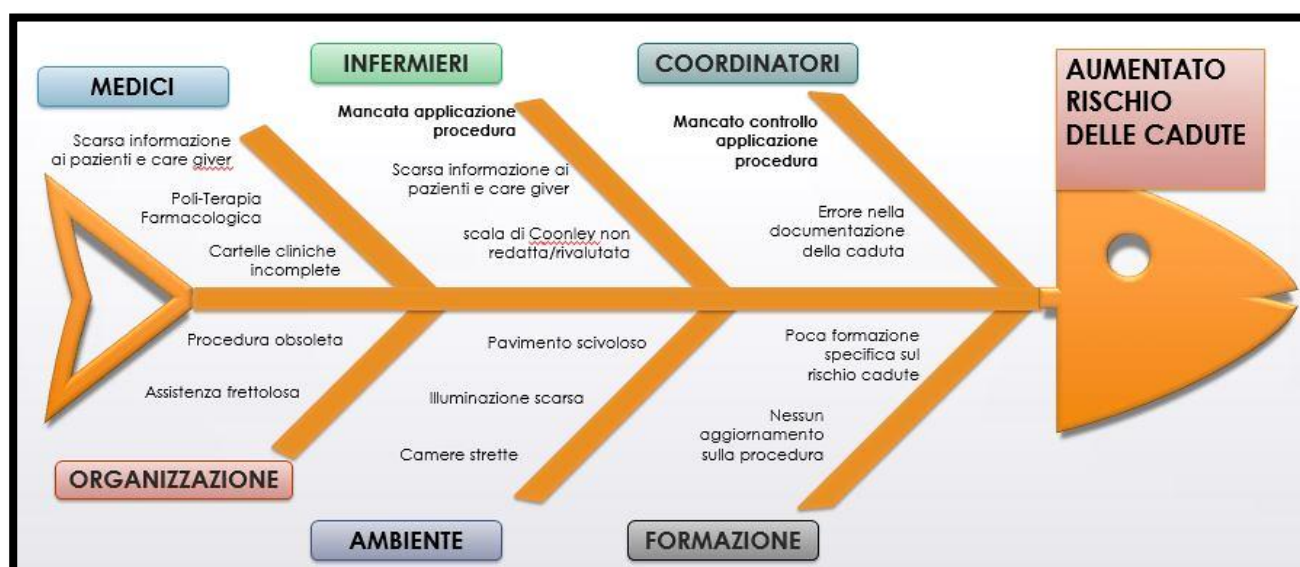 MEDICI
Scarsa informazione
ai pazienti e care giver
Poli-Terapia
Farmacologica
Cartelle cliniche
incomplete
INFERMIERI
Mancata applicazione
procedura
Scarsa informazione ai
pazienti e care giver
scala di Coonley non
redatta/rivalutata
COORDINATORI
Mancato controllo
applicazione
procedura
Errore nella
documentazione
della caduta
AUMENTATO
RISCHIO
DELLE CADUTE
Procedura obsoleta
Assistenza frettolosa
ORGANIZZAZIONE
Pavimento scivoloso
Illuminazione scarsa
Camere strette
AMBIENTE
Poca formazione
specifica sul
rischio cadute
Nessun
aggiornamento
sulla procedura
FORMAZIONE